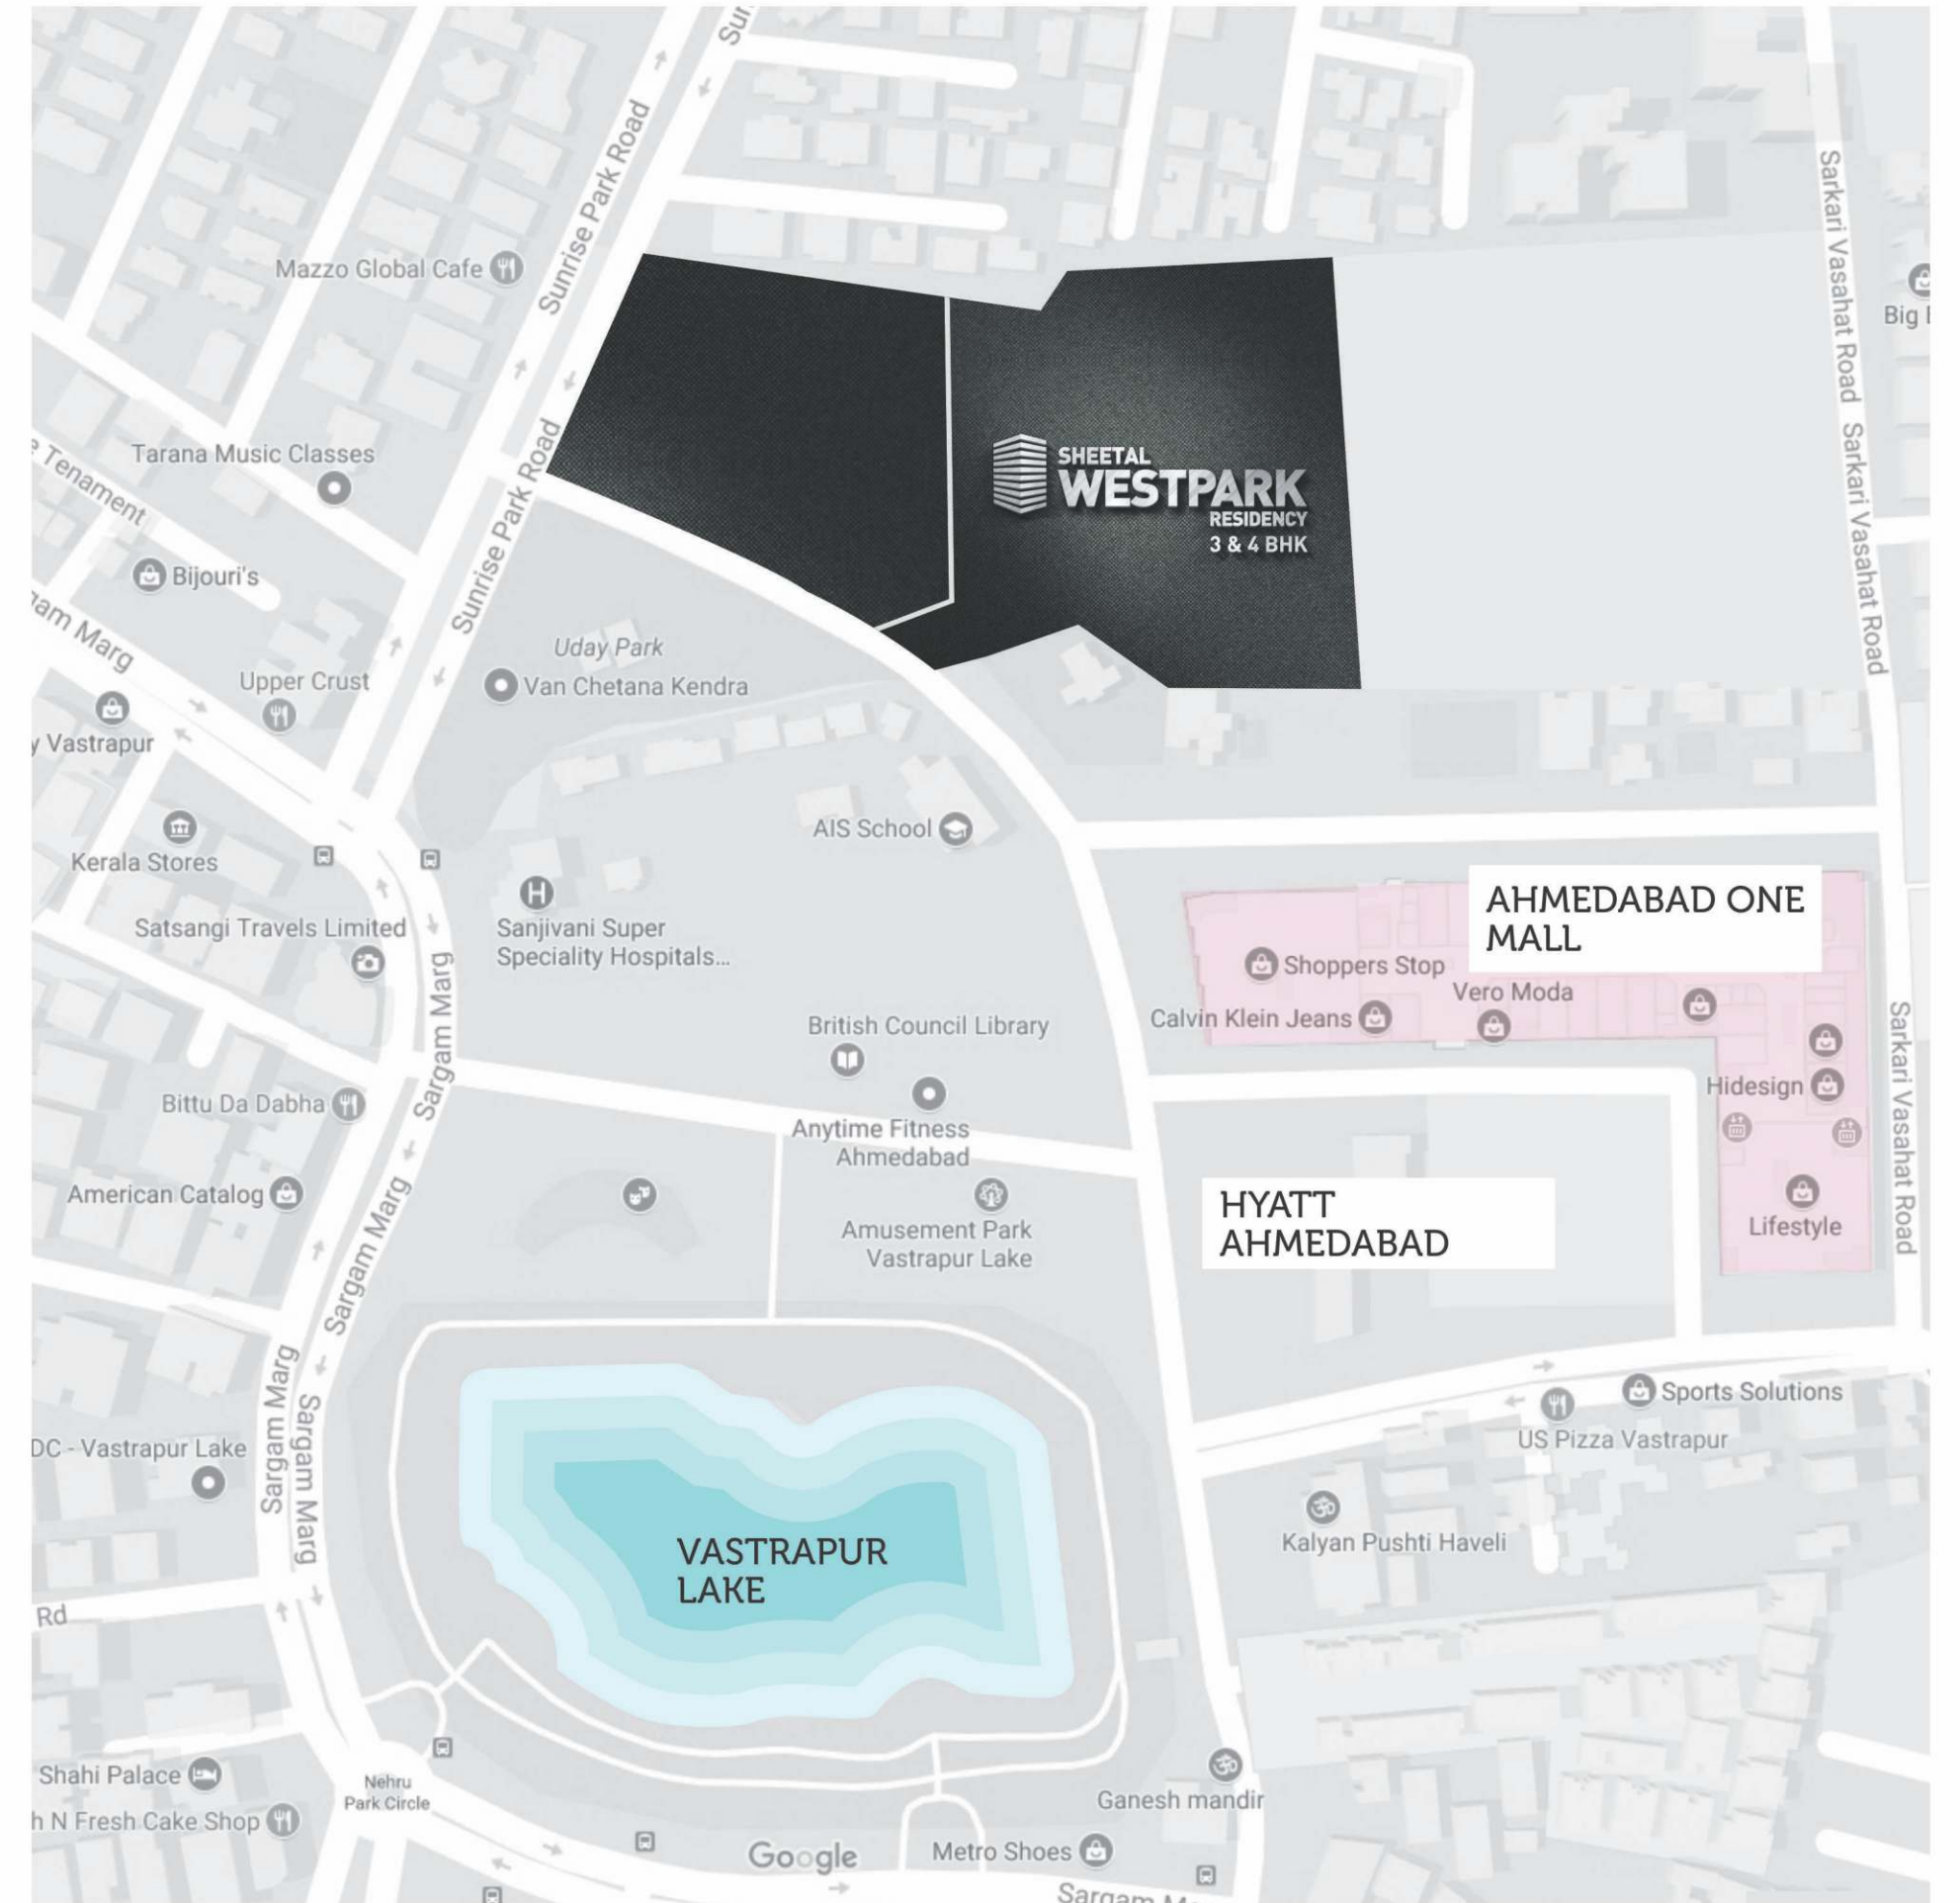 Sunrise Park Road
Sarkari Vasahat Road
Mazzo Global Cafe
Big
Sarkari Vasahat Road
Tarana Music Classes
Sunrise Park Road
SHEETAL
WESTPARK
RESIDENCY
3 & 4 BHK
Tenament
Bijouri's
Marg
Uday Park
Van Chetana Kendra
Upper Crust
y Vastrapur
AIS School
Kerala Stores
AHMEDABAD ONE
MALL
Satsangi Travels Limited
Sanjivani Super
Speciality Hospitals...
Shoppers Stop
Vero Moda
Calvin Klein Jeans
Sargam Marg
British Council Library
Sarkari Vasahat Road
Hidesign
Bittu Da Dabha
Sargam Marg
Anytime Fitness
Ahmedabad
American Catalog
HYATT
AHMEDABAD
Amusement Park
Vastrapur Lake
Lifestyle
Sargam Marg
Sargam Marg
Sargam Marg
Sports Solutions
US Pizza Vastrapur
DC - Vastrapur Lake
Kalyan Pushti Haveli
VASTRAPUR
LAKE
Rd
Shahi Palace
Nehru
Park Circle
Ganesh mandir
h N Fresh Cake Shop
Google
Metro Shoes
Sargam